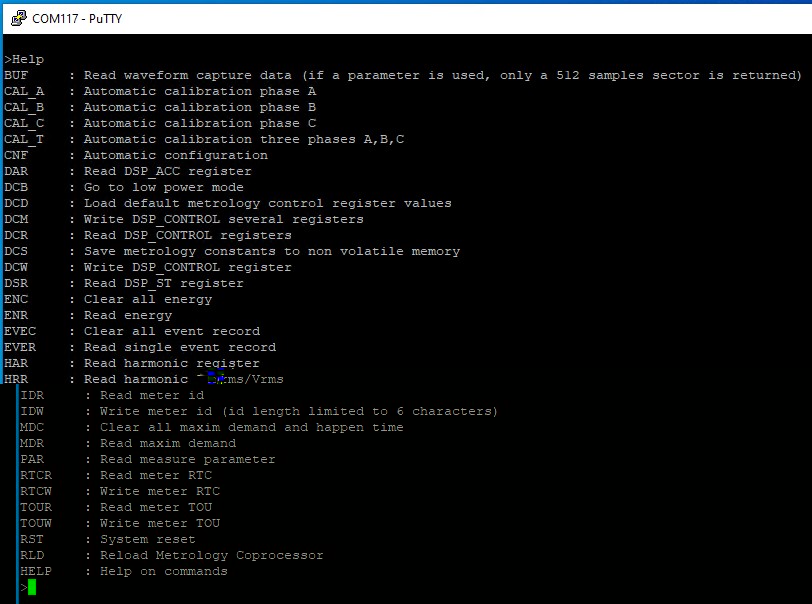 COM117 - PuTTY
>Help
BUF : Read waveform capture data (if a parameter is used, only a 512 samples sector is returned)
CAL_A : Automatic calibration phase A
CAL_B : Automatic calibration phase B
CAL_C : Automatic calibration phase C
CAL_T : Automatic calibration three phases A,B,C
CNF : Automatic configuration
DAR : Read DSP_ACC register
DCB : Go to low power mode
DCD : Load default metrology control register values
DCM : Write DSP_CONTROL several registers
DCR : Read DSP_CONTROL registers
DCS : Save metrology constants to non volatile memory
DCW : Write DSP_CONTROL register
DSR : Read DSP_ST register
ENC : Clear all energy
ENR : Read energy
EVEC : Clear all event record
EVER : Read single event record
HAR : Read harmonic register
HRR : Read harmonic
IDR : Read meter id
IDW : Write meter id (id length limited to 6 characters)
MDC : Clear all maxim demand and happen time
MDR : Read maxim demand
PAR : Read measure parameter
RTCR : Read meter RTC
RTCW : Write meter RTC
TOUR : Read meter TOU
TOUW : Write meter TOU
RST : System reset
RLD : Reload Metrology Coprocessor
HELP : Help on commands
>